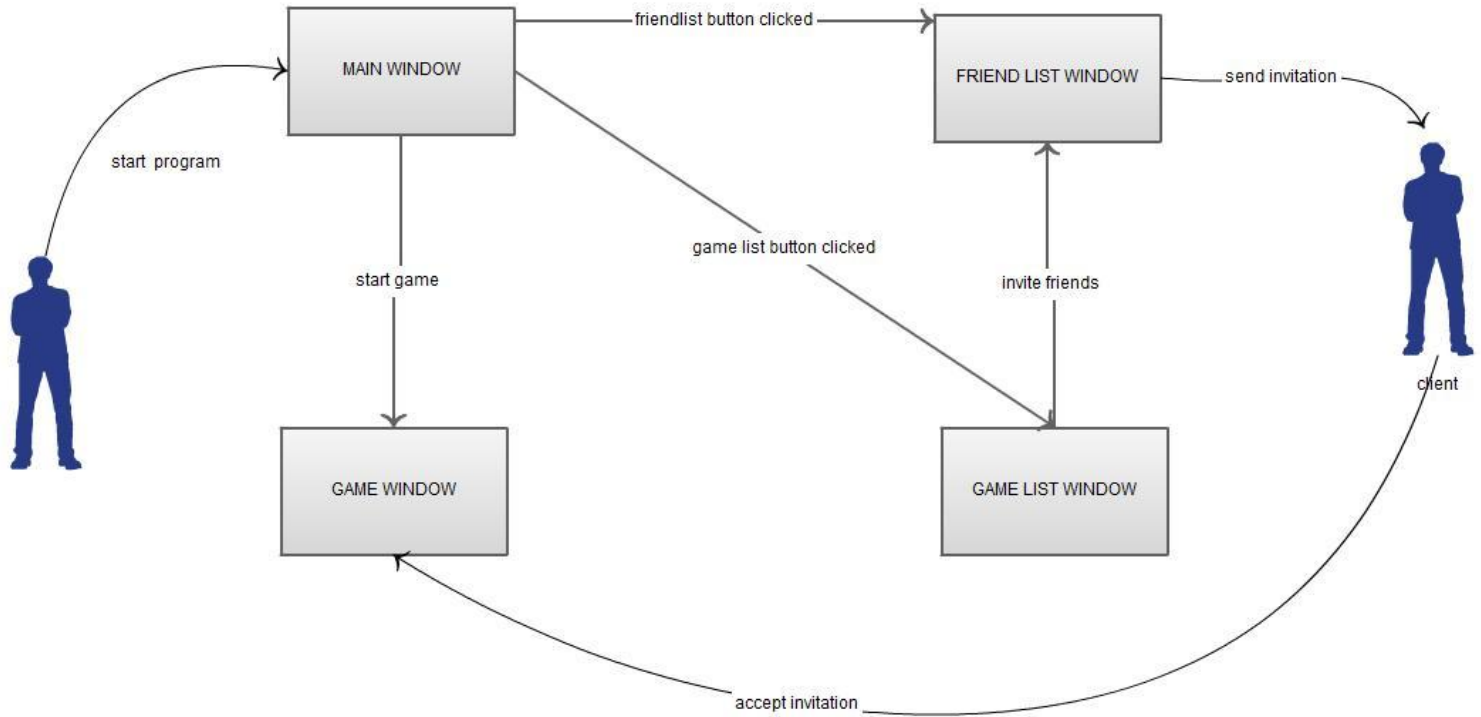 friendlist button clicked
MAIN WINDOW
FRIEND LIST WINDOW
send invitation
start  program
game list button clicked
start game
invite friends
client
GAME WINDOW
GAME LIST WINDOW
accept invitation